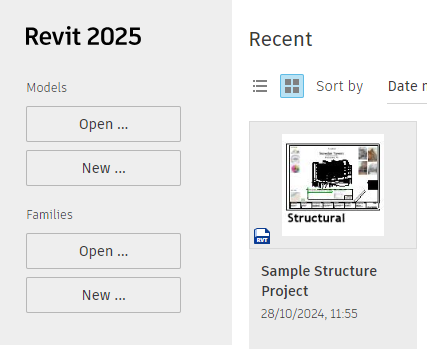 Revit 2025
Models
Open ...
New ...
Families
Open ...
New ...
Recent
Sort by
Date
Structural
RVT
Sample Structure
Project
28/10/2024, 11:55